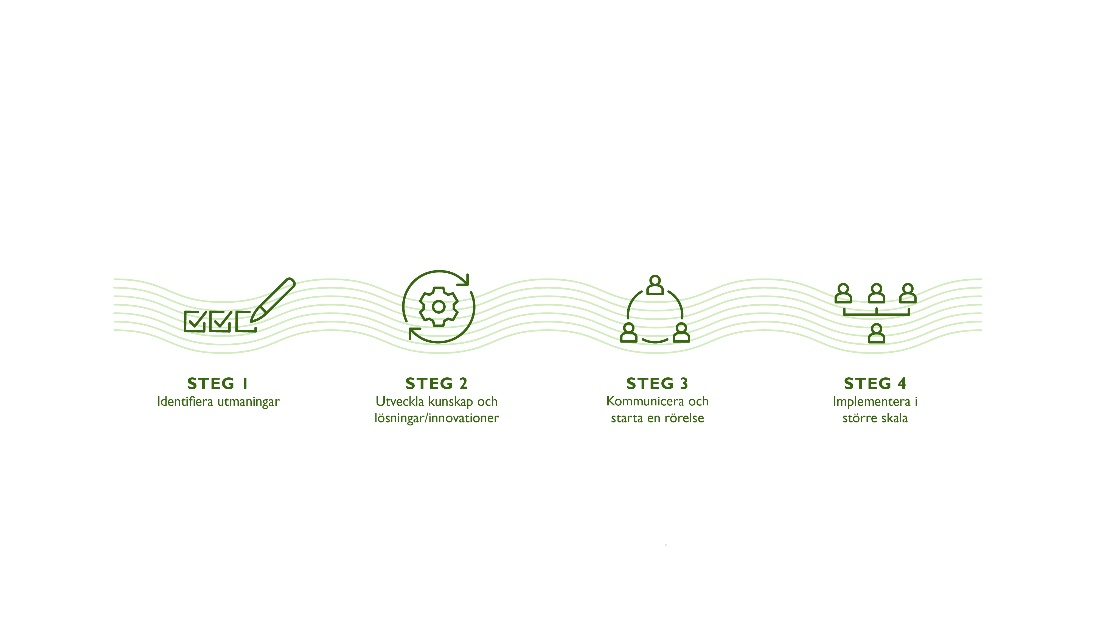 STEG 1
Identifiera utmaningar
STEG 2
Utveckla kunskap och
lösningar/innovationer
STEG 3
Kommunicera och
starta en rörelse
STEG 4
Implementera i
större skala